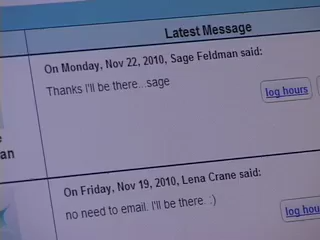 Latest Message
On Monday, Nov 22, 2010, Sage Feldman said:
Thanks I'll be there...sage
log hours
an
On Friday, Nov 19, 2010, Lena Crane said:
no need to email. I'll be there. :)
log hou